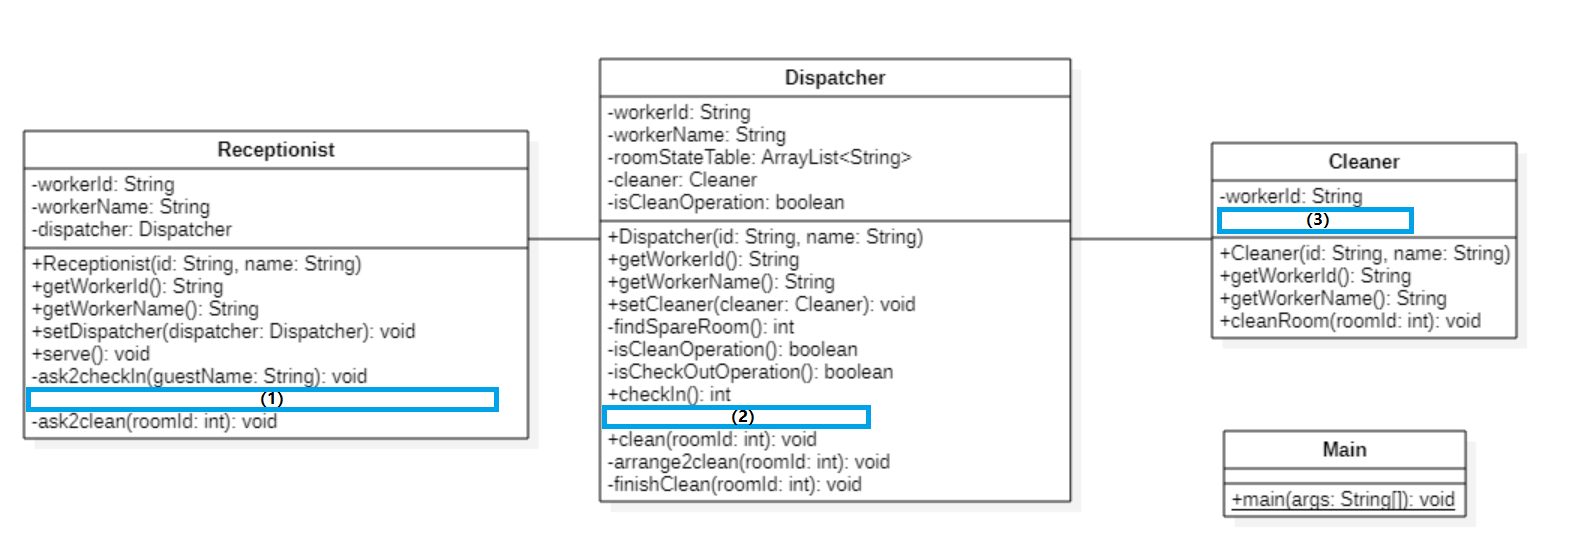 Receptionist
-workerId: String
-workerName: String
-dispatcher: Dispatcher
+Receptionist(id: String, name: String)
+getWorkerId(): String
+getWorkerName(): String
+setDispatcher(dispatcher: Dispatcher): void
+serve(): void
-ask2checkIn(guestName: String): void
(1)
-ask2clean(roomId: int): void
Dispatcher
-workerId: String
-workerName: String
-roomStateTable: ArrayList<String>
-cleaner: Cleaner
-isCleanOperation: boolean
+Dispatcher(id: String, name: String)
+getWorkerId(): String
+getWorkerName(): String
+setCleaner(cleaner: Cleaner): void
-findSpareRoom(): int
-isCleanOperation(): boolean
-isCheckOutOperation(): boolean
+checkIn(): int
(2)
+clean(roomId: int): void
-arrange2clean(roomId: int): void
-finishClean(roomId: int): void
Cleaner
-workerId: String
(3)
+Cleaner(id: String, name: String)
+getWorkerId(): String
+getWorkerName(): String
+cleanRoom(roomId: int): void
Main
+main(args: String[]): void